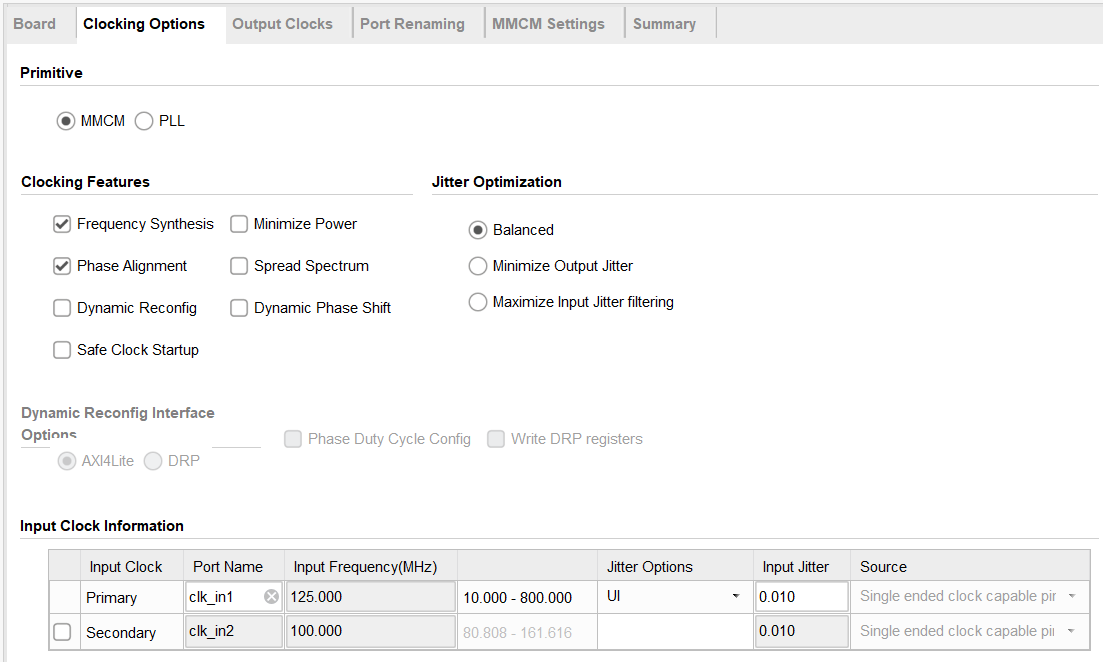 Board Clocking Options Output Clocks Port Renaming MMCM Settings Summary
Primitive
MMCM PLL
Clocking Features Jitter Optimization
Frequency Synthesis Minimize Power Balanced
Phase Alignment Spread Spectrum Minimize Output Jitter
Dynamic Reconfig Dynamic Phase Shift Maximize Input Jitter filtering
Safe Clock Startup
Dynamic Reconfig Interface
Options Phase Duty Cycle Config Write DRP registers
AXI4Lite DRP
Input Clock Information
Input Clock Port Name Input Frequency(MHz) Jitter Options Input Jitter Source
Primary clk_in1 125.000 10.000 - 800.000 UI 0.010 Single ended clock capable pin
Secondary clk_in2 100.000 80.808 - 161.616 0.010 Single ended clock capable pin